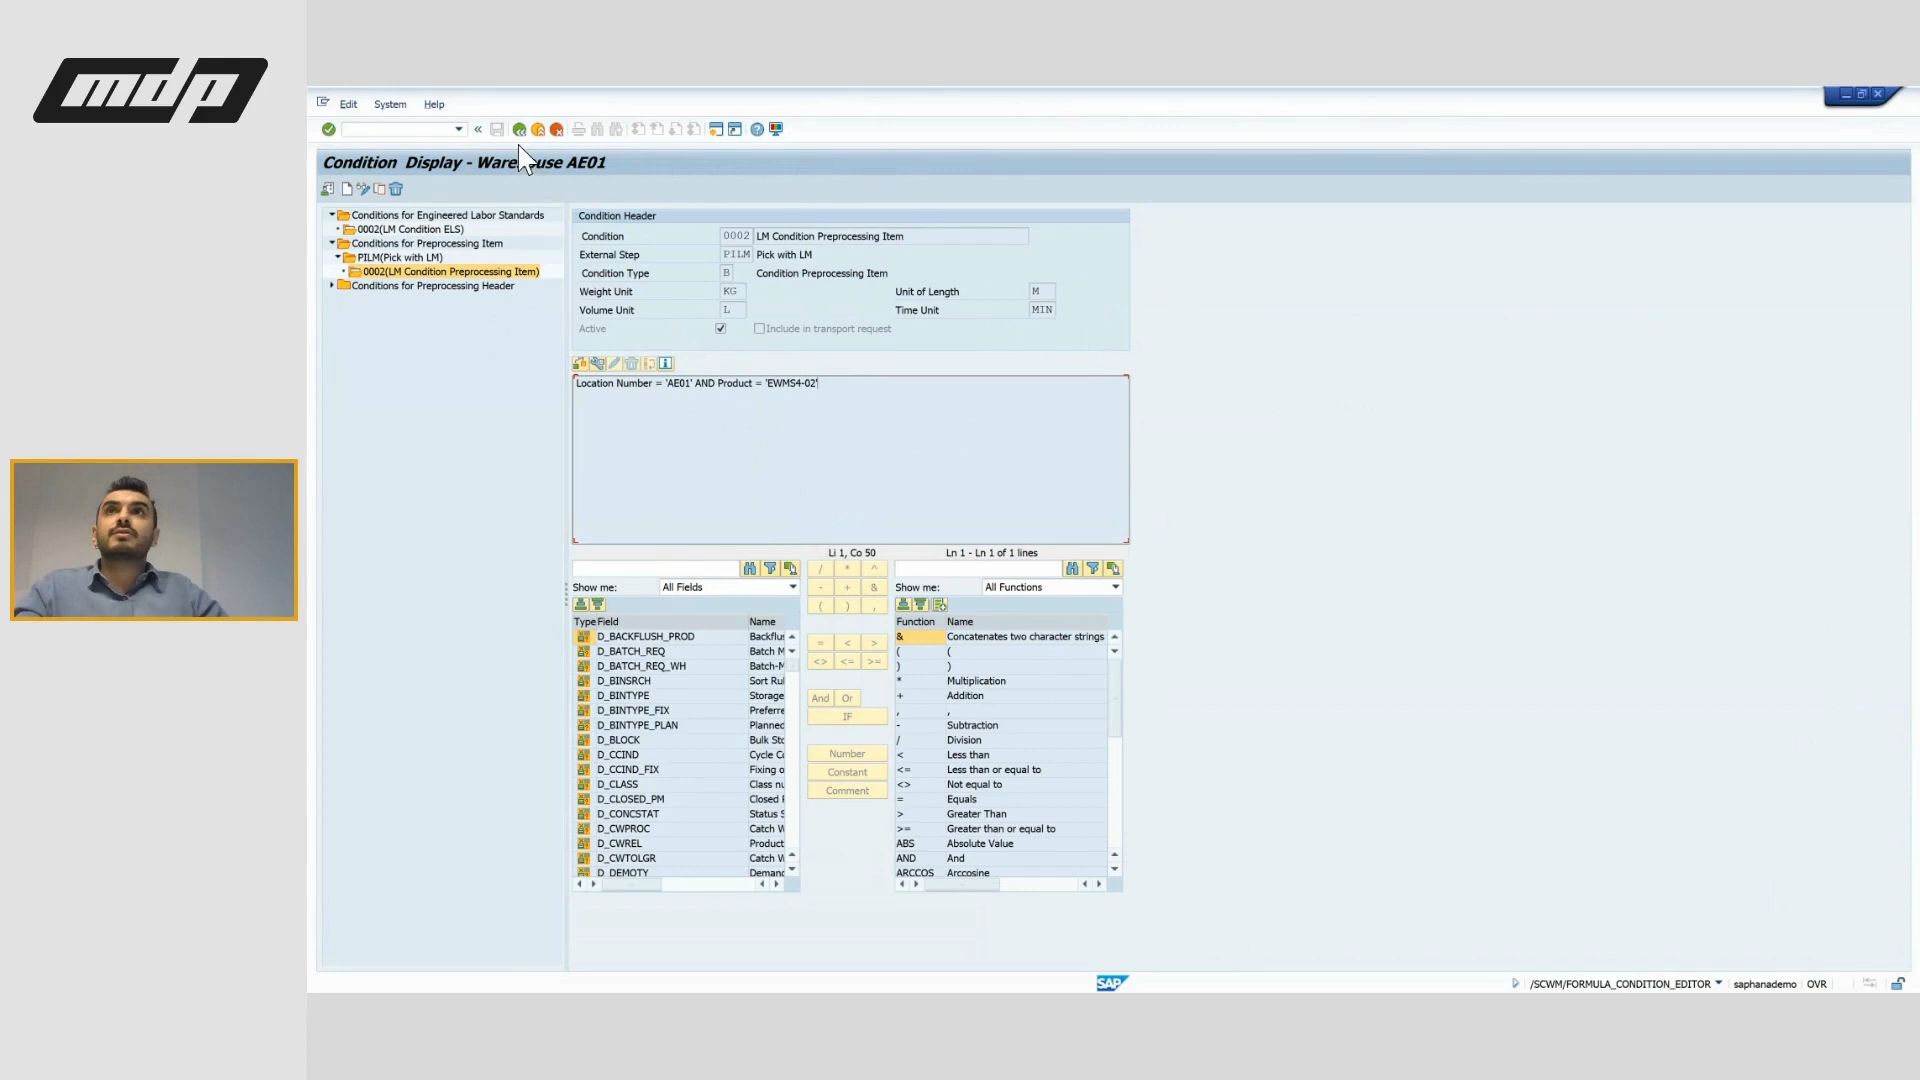 mdp
Edit System Help
Condition Display - Warehouse AE01
Conditions for Engineered Labor Standards
0002(LM Condition ELS)
Conditions for Preprocessing Item
PILM(Pick with LM)
0002(LM Condition Preprocessing Item)
Conditions for Preprocessing Header
Condition Header
Condition 0002 LM Condition Preprocessing Item
External Step PILM Pick with LM
Condition Type B Condition Preprocessing Item
Weight Unit KG Unit of Length M
Volume Unit L Time Unit MIN
Active Include in transport request
Location Number = 'AE01' AND Product = 'EWMS4-02'
Li 1, Co 50 Ln 1 - Ln 1 of 1 lines
Show me: All Fields
Type Field Name
D_BACKFLUSH_PROD Backflus
D_BATCH_REQ Batch M
D_BATCH_REQ_WH Batch-M
D_BINSRCH Sort Rul
D_BINTYPE Storage
D_BINTYPE_FIX Preferre
D_BINTYPE_PLAN Planned
D_BLOCK Bulk Sto
D_CCIND Cycle Co
D_CCIND_FIX Fixing o
D_CLASS Class nu
D_CLOSED_PM Closed P
D_CONCSTAT Status S
D_CWPROC Catch W
D_CWREL Product
D_CWTOLGR Catch W
D_DEMOTY Demand
/ * ^
- + &
( ) ,
= < >
<> <= >=
And Or
IF
Number
Constant
Comment
Show me: All Functions
Function Name
& Concatenates two character strings
( (
) )
* Multiplication
+ Addition
, ,
- Subtraction
/ Division
< Less than
<= Less than or equal to
<> Not equal to
= Equals
> Greater Than
>= Greater than or equal to
ABS Absolute Value
AND And
ARCCOS Arccosine
SAP
/SCWM/FORMULA_CONDITION_EDITOR saphanademo OVR